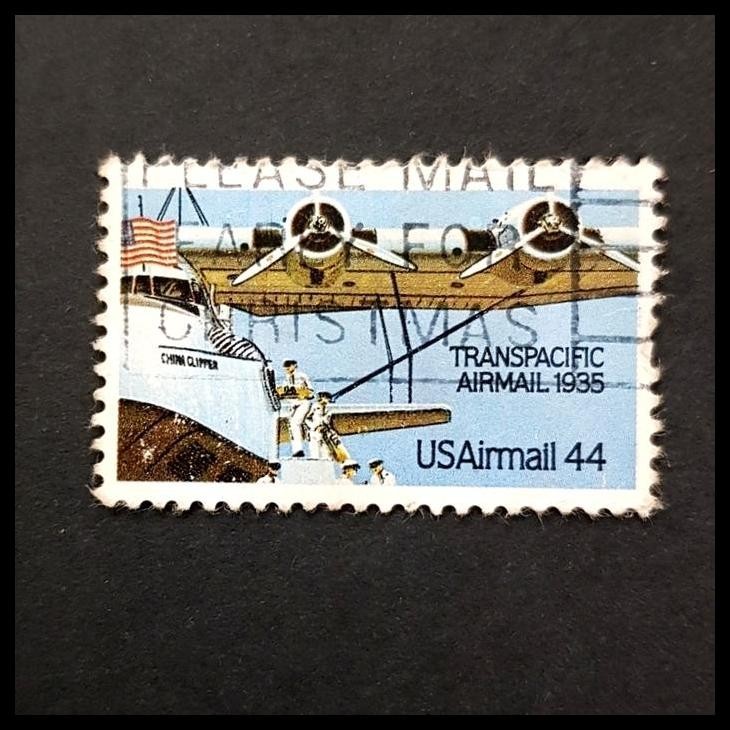 PLEASE MAIL
EARLY FOR
CHRISTMAS
CHINA CLIPPER
TRANSPACIFIC
AIRMAIL 1935
USAirmail 44